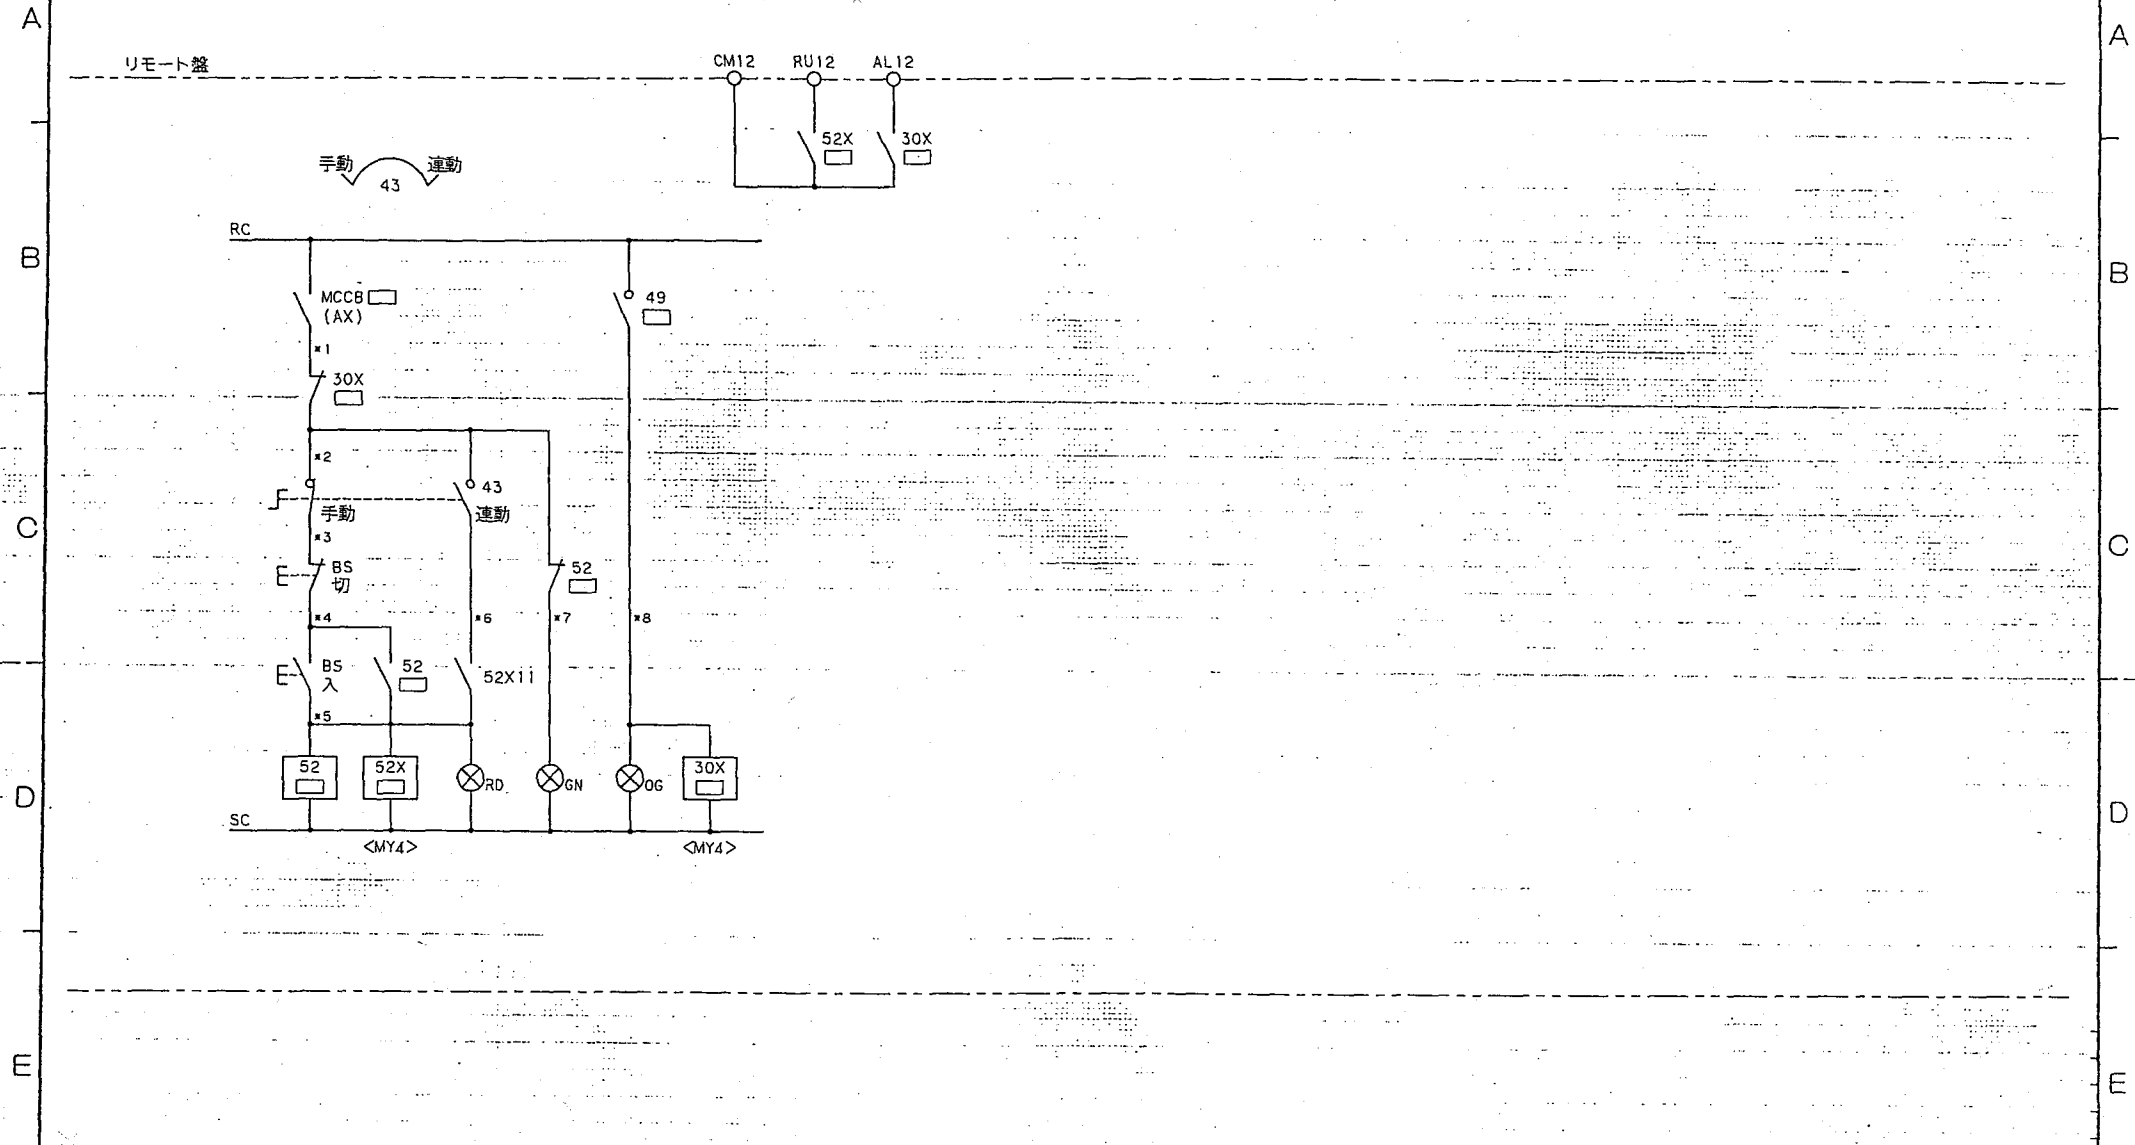 A
A
リモート盤
CM12 RU12 AL12
52X 30X
手動 連動
43
RC
B
B
MCCB
(AX)
49
*1
30X
*2
43
手動 連動
C
C
*3
BS
切
52
*4 *6 *7 *8
BS
入
52
52X11
*5
52 52X 30X
RD GN OG
D
D
SC
<MY4> <MY4>
E
E